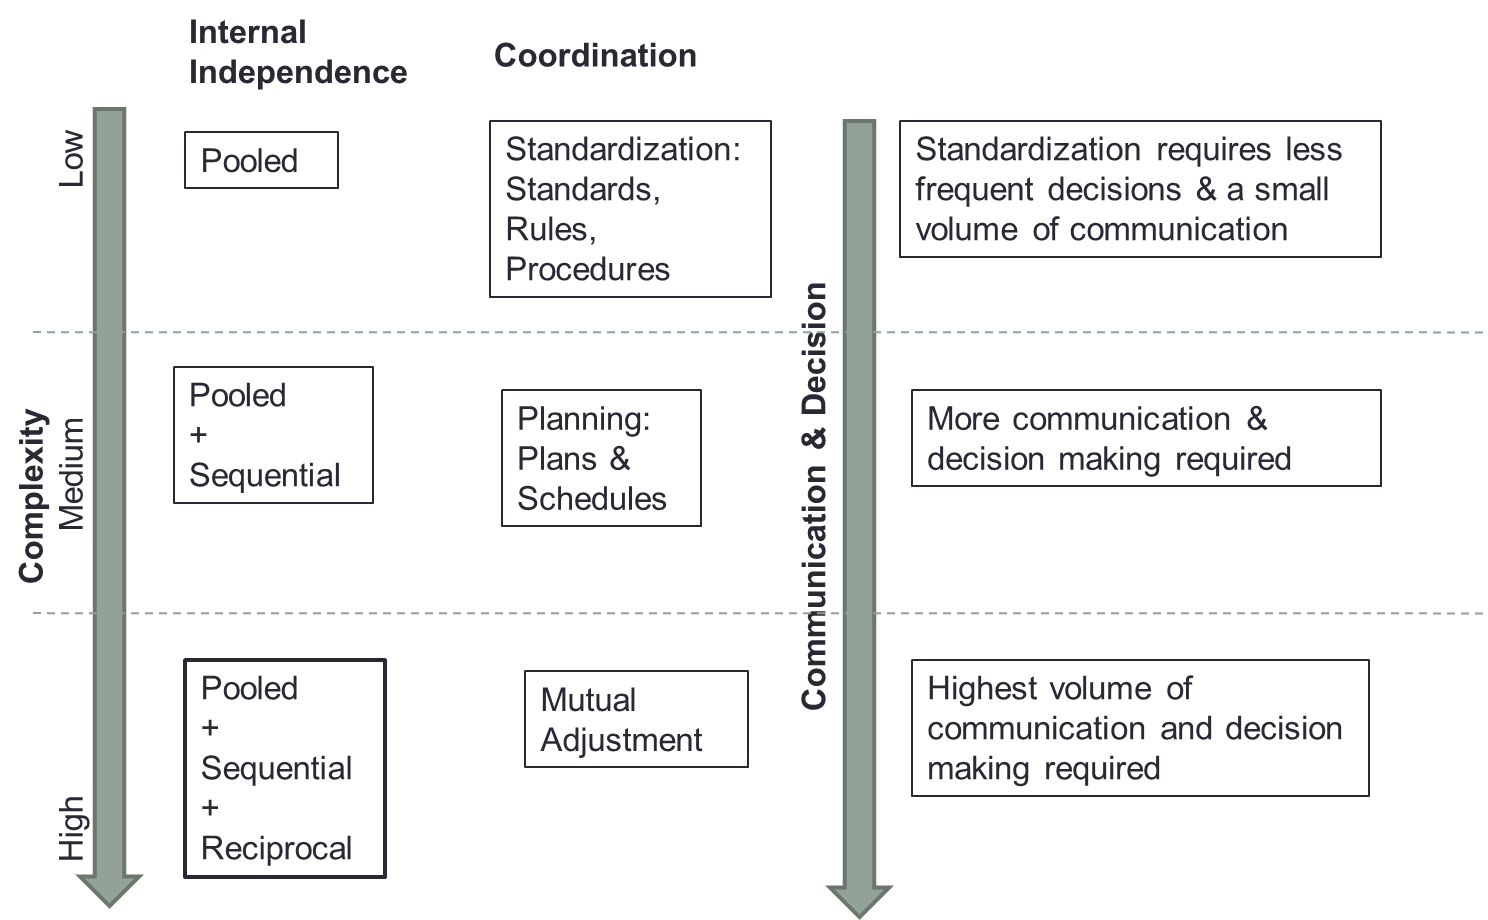 Internal
Independence
Coordination
Complexity
Low
Pooled
Standardization:
Standards,
Rules,
Procedures
Communication & Decision
Standardization requires less
frequent decisions & a small
volume of communication
Medium
Pooled
+
Sequential
Planning:
Plans &
Schedules
More communication &
decision making required
High
Pooled
+
Sequential
+
Reciprocal
Mutual
Adjustment
Highest volume of
communication and decision
making required